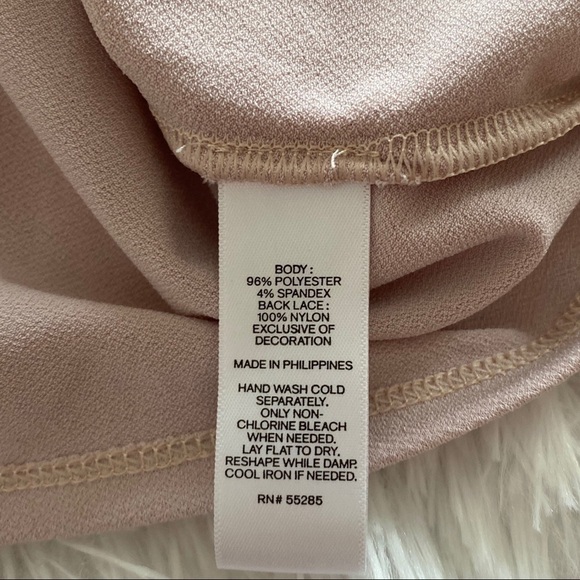 BODY:
96% POLYESTER
4% SPANDEX
BACK LACE:
100% NYLON
EXCLUSIVE OF
DECORATION
MADE IN PHILIPPINES
HAND WASH COLD
SEPARATELY.
ONLY NON-
CHLORINE BLEACH
WHEN NEEDED.
LAY FLAT TO DRY.
RESHAPE WHILE DAMP.
COOL IRON IF NEEDED.
RN# 55285